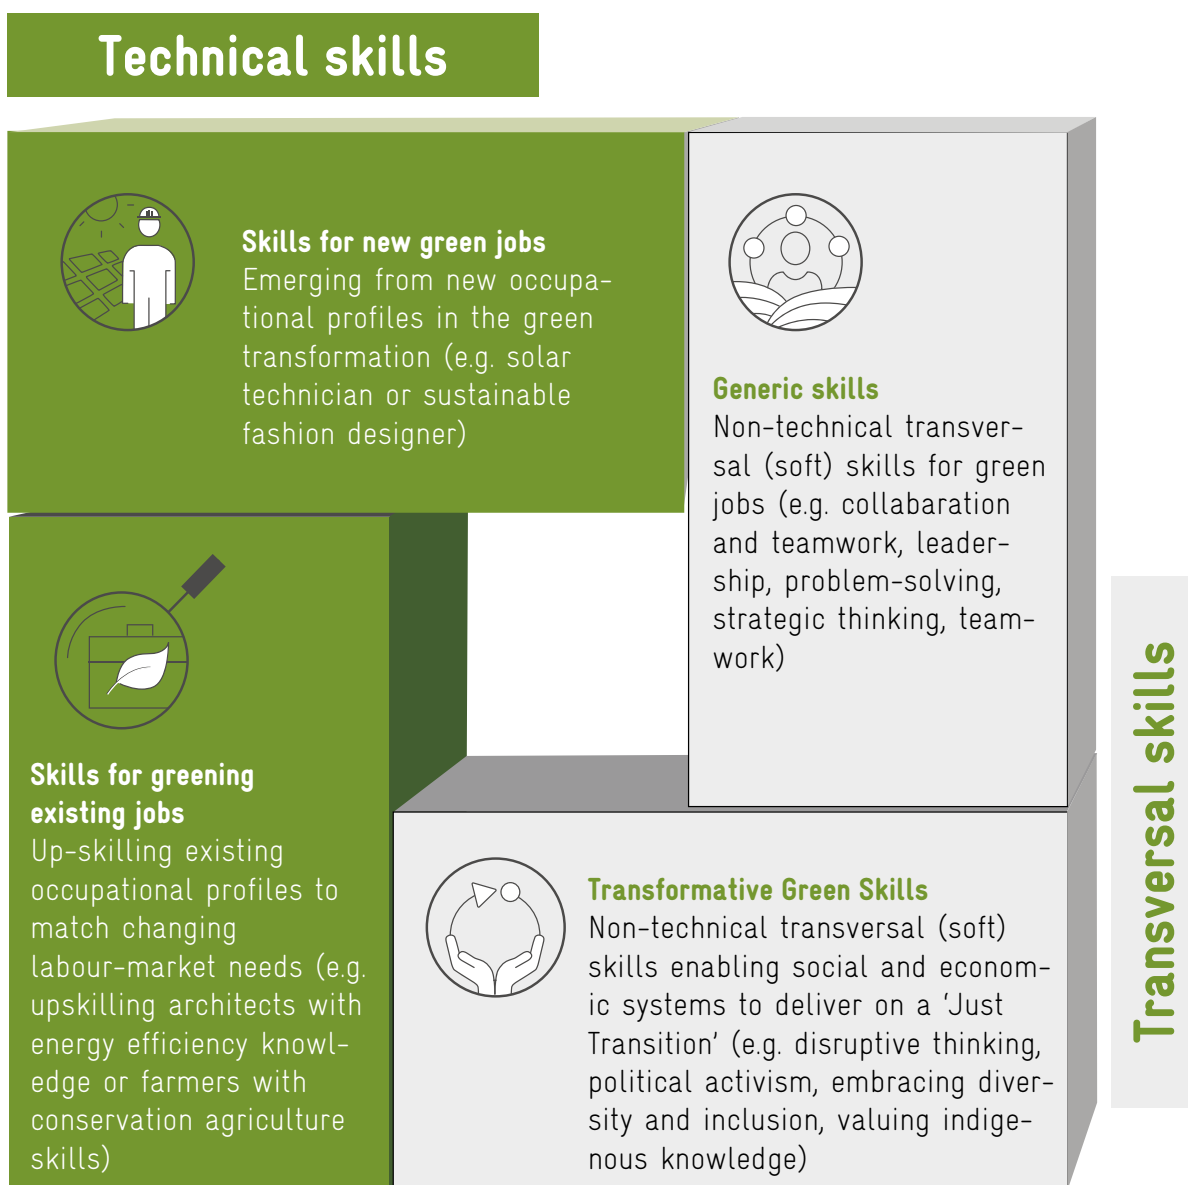 Technical skills
Skills for new green jobs
Emerging from new occupa-
tional profiles in the green
transformation (e.g. solar
technician or sustainable
fashion designer)
Generic skills
Non-technical transver-
sal (soft) skills for green
jobs (e.g. collabaration
and teamwork, leader-
ship, problem-solving,
strategic thinking, team-
work)
Skills for greening
existing jobs
Up-skilling existing
occupational profiles to
match changing
labour-market needs (e.g.
upskilling architects with
energy efficiency knowl-
edge or farmers with
conservation agriculture
skills)
Transformative Green Skills
Non-technical transversal (soft)
skills enabling social and econom-
ic systems to deliver on a ‘Just
Transition’ (e.g. disruptive thinking,
political activism, embracing diver-
sity and inclusion, valuing indige-
nous knowledge)
Transversal skills